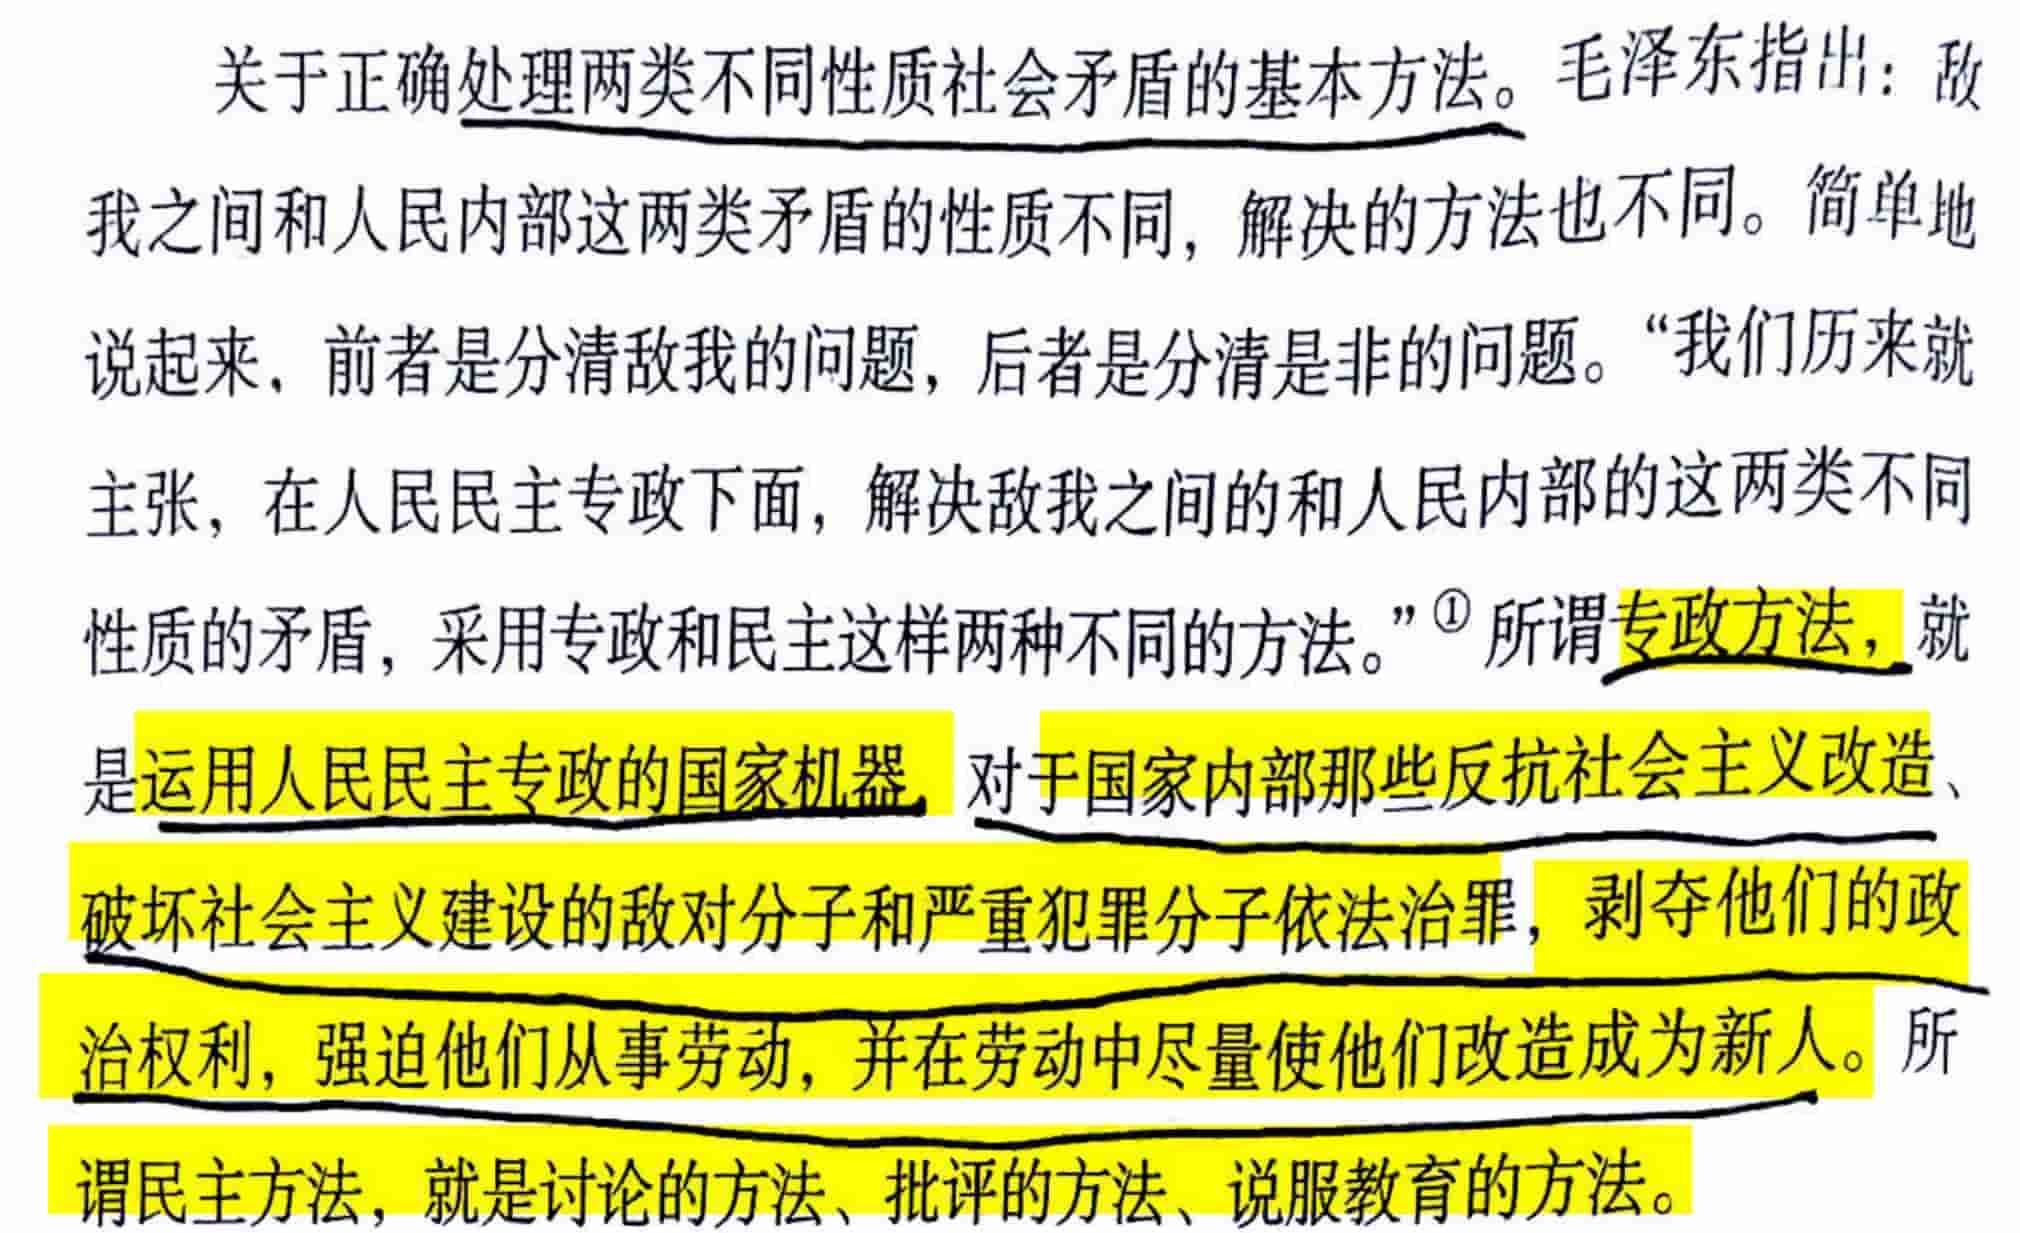 关于正确处理两类不同性质社会矛盾的基本方法。毛泽东指出：敌
我之间和人民内部这两类矛盾的性质不同，解决的方法也不同。简单地
说起来，前者是分清敌我的问题，后者是分清是非的问题。“我们历来就
主张，在人民民主专政下面，解决敌我之间的和人民内部的这两类不同
性质的矛盾，采用专政和民主这样两种不同的方法。”①所谓专政方法，就
是运用人民民主专政的国家机器，对于国家内部那些反抗社会主义改造、
破坏社会主义建设的敌对分子和严重犯罪分子依法治罪，剥夺他们的政
治权利，强迫他们从事劳动，并在劳动中尽量使他们改造成为新人。所
谓民主方法，就是讨论的方法、批评的方法、说服教育的方法。